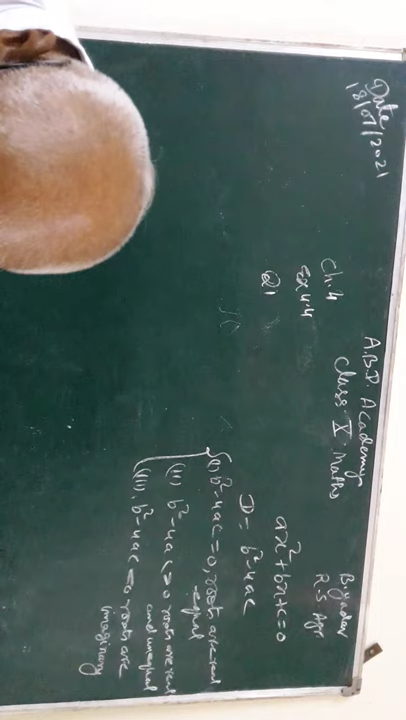 Date
18/07/2021
A.B.P. Academy
Class X Maths
B. yadav
R.S Agr
Ch. 4
Ex 4.4
Q1
ax²+bx+c=0
D = b²-4ac
(i) b²-4ac=0, roots are real
equal
(ii) b²-4ac>0 roots are real
and unequal
(iii). b²-4ac<0 roots are
imaginary